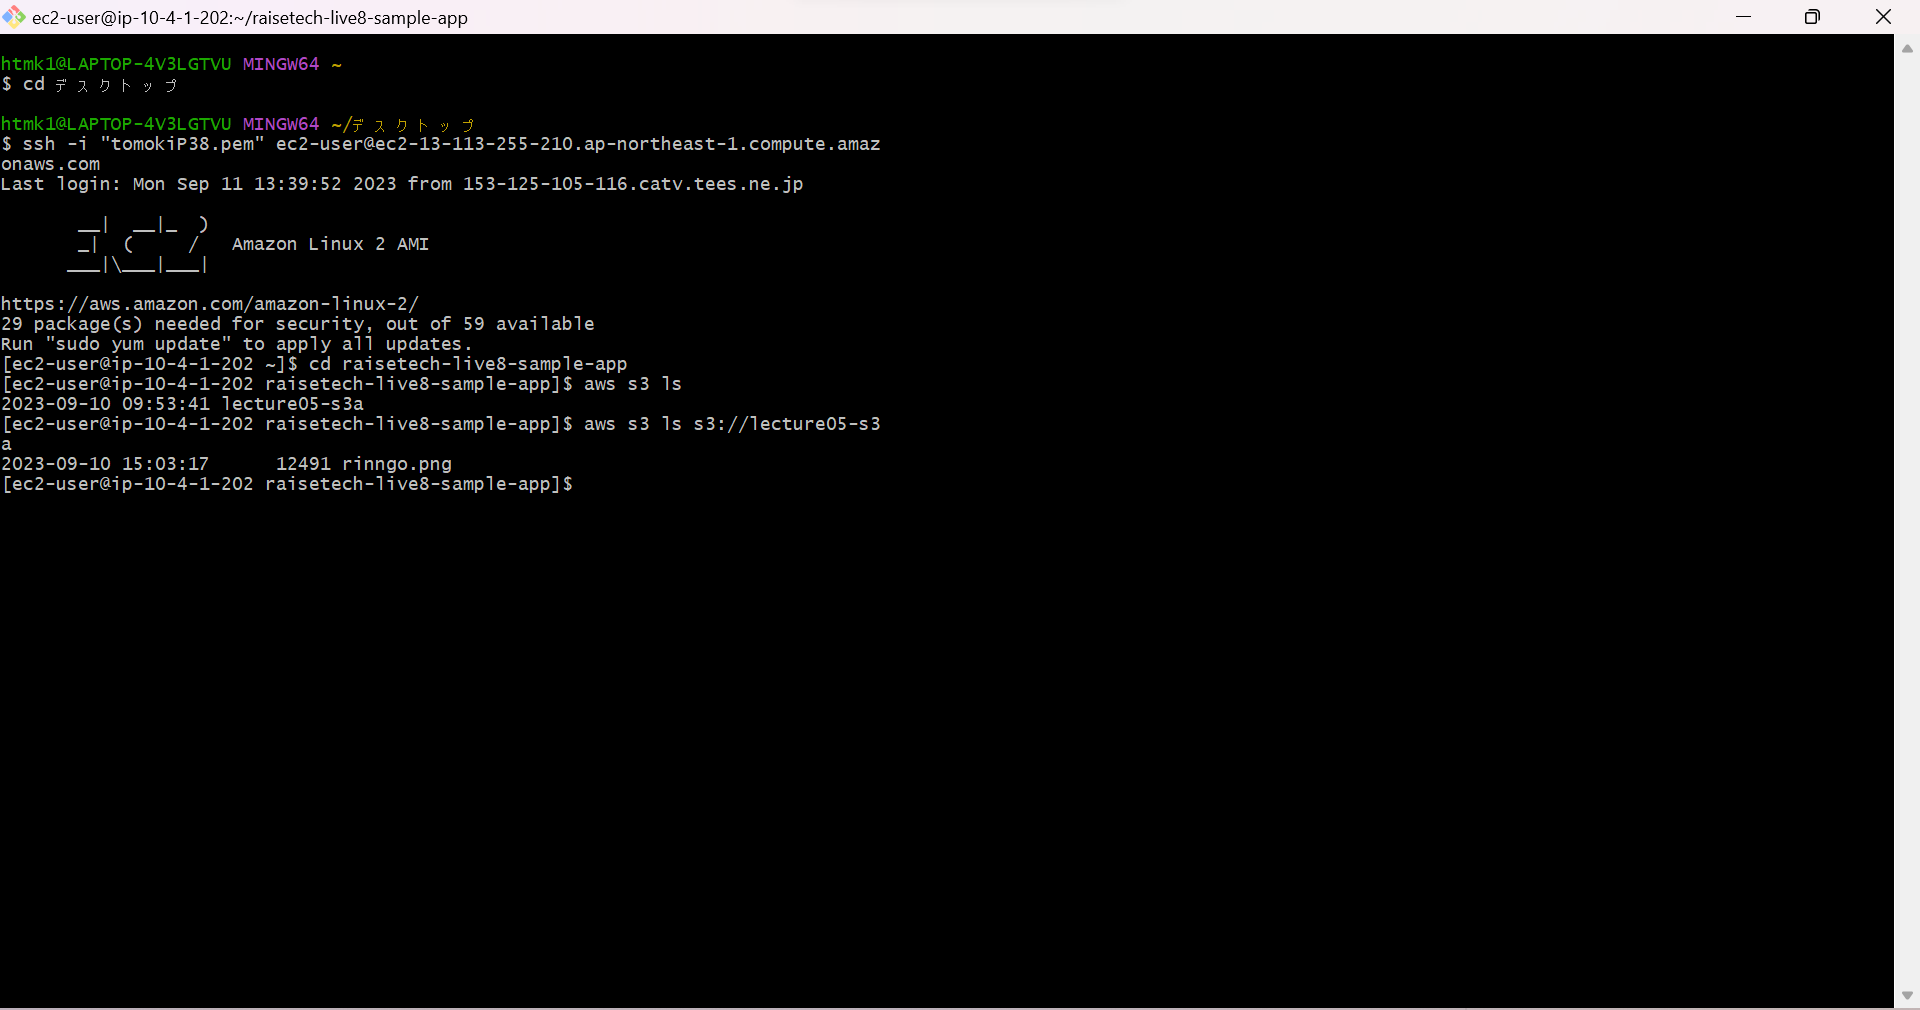 ec2-user@ip-10-4-1-202:~/raisetech-live8-sample-app
htmk1@LAPTOP-4V3LGTVU MINGW64 ~
$ cd デスクトップ
htmk1@LAPTOP-4V3LGTVU MINGW64 ~/デスクトップ
$ ssh -i "tomokiP38.pem" ec2-user@ec2-13-113-255-210.ap-northeast-1.compute.amaz
onaws.com
Last login: Mon Sep 11 13:39:52 2023 from 153-125-105-116.catv.tees.ne.jp
       __|  __|_  )
       _|  (     /   Amazon Linux 2 AMI
      ___|\___|___|
https://aws.amazon.com/amazon-linux-2/
29 package(s) needed for security, out of 59 available
Run "sudo yum update" to apply all updates.
[ec2-user@ip-10-4-1-202 ~]$ cd raisetech-live8-sample-app
[ec2-user@ip-10-4-1-202 raisetech-live8-sample-app]$ aws s3 ls
2023-09-10 09:53:41 lecture05-s3a
[ec2-user@ip-10-4-1-202 raisetech-live8-sample-app]$ aws s3 ls s3://lecture05-s3
a
2023-09-10 15:03:17      12491 rinngo.png
[ec2-user@ip-10-4-1-202 raisetech-live8-sample-app]$